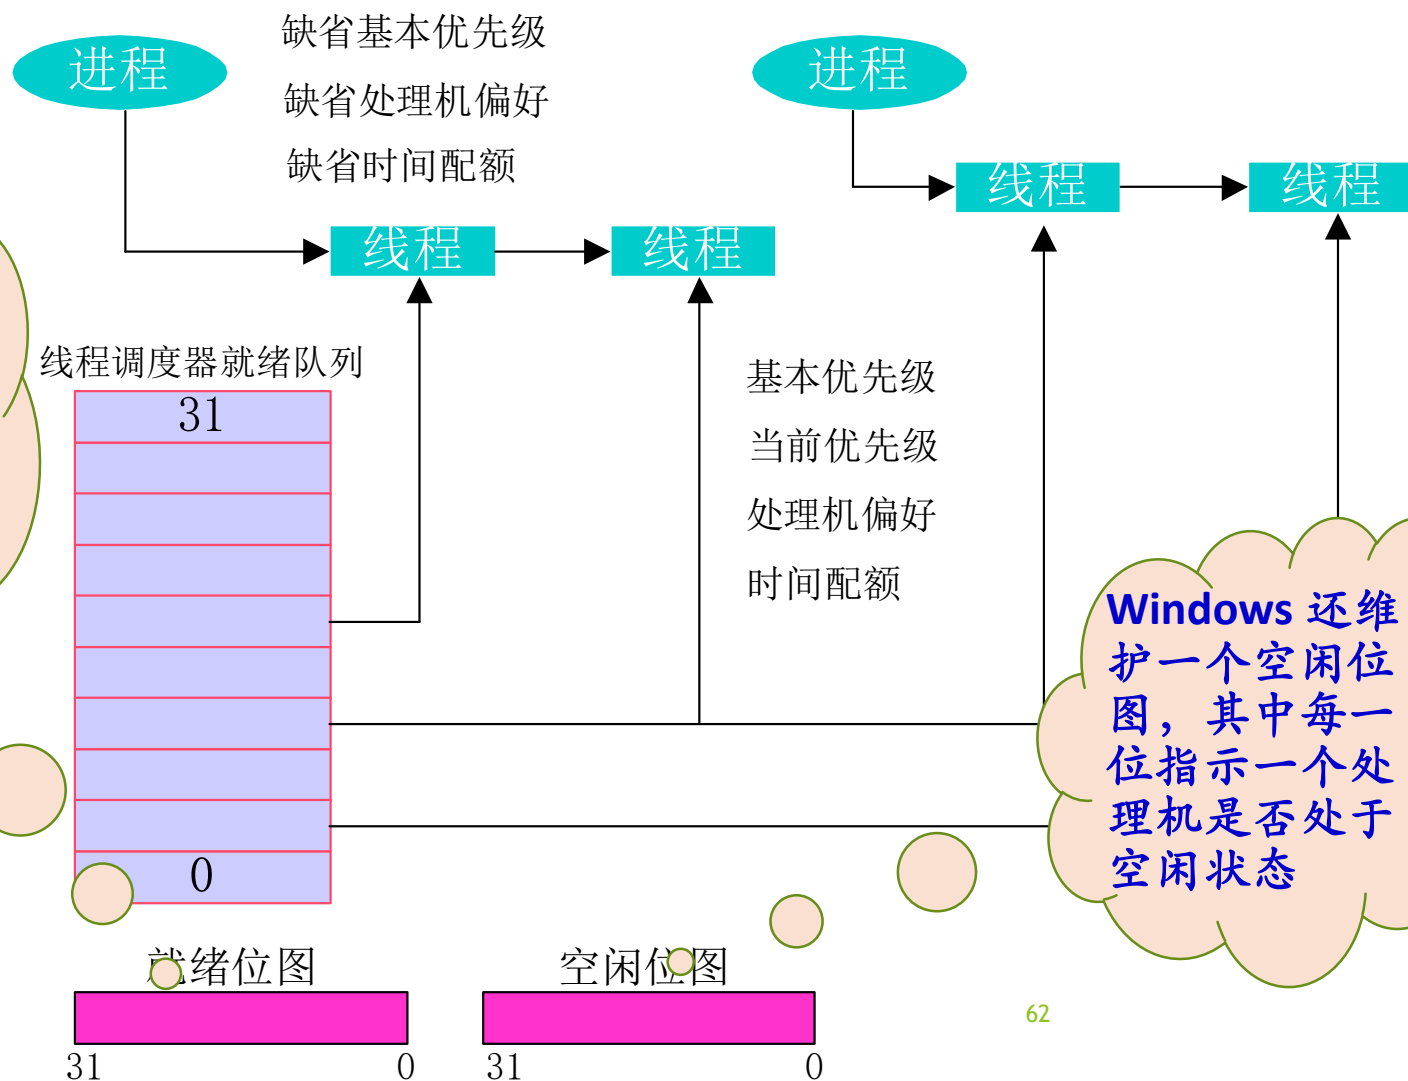 缺省基本优先级
进程
进程
缺省处理机偏好
缺省时间配额
线程
线程
线程
线程
线程调度器就绪队列
31
基本优先级
当前优先级
处理机偏好
时间配额
Windows 还维
护一个空闲位
图，其中每一
位指示一个处
理机是否处于
空闲状态
0
就绪位图
空闲位图
62
31
0
31
0